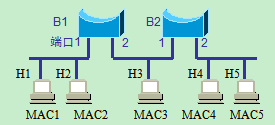 B1 B2
端口1 2 1 2
H1 H2 H3 H4 H5
MAC1 MAC2 MAC3 MAC4 MAC5